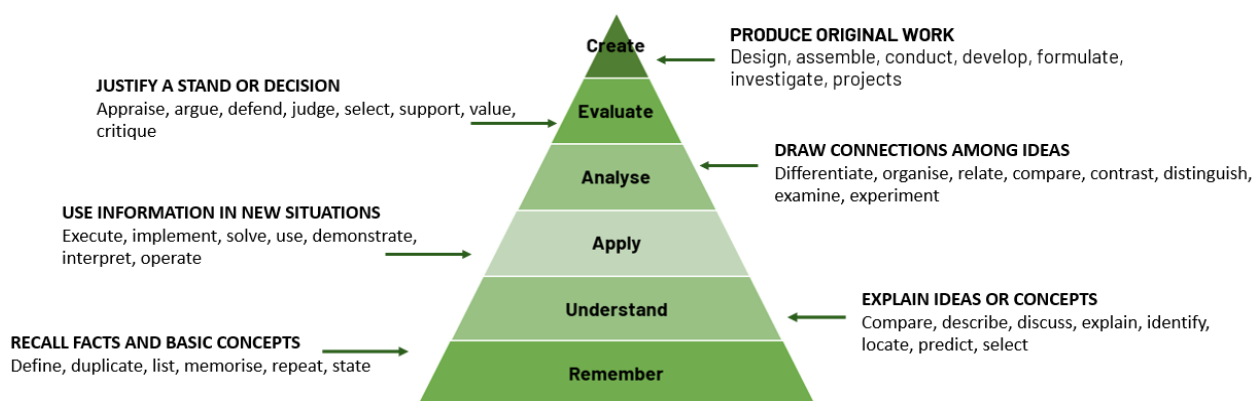 Create
PRODUCE ORIGINAL WORK
Design, assemble, conduct, develop, formulate,
investigate, projects
JUSTIFY A STAND OR DECISION
Appraise, argue, defend, judge, select, support, value,
critique
Evaluate
DRAW CONNECTIONS AMONG IDEAS
Differentiate, organise, relate, compare, contrast, distinguish,
examine, experiment
Analyse
USE INFORMATION IN NEW SITUATIONS
Execute, implement, solve, use, demonstrate,
interpret, operate
Apply
EXPLAIN IDEAS OR CONCEPTS
Compare, describe, discuss, explain, identify,
locate, predict, select
Understand
RECALL FACTS AND BASIC CONCEPTS
Define, duplicate, list, memorise, repeat, state
Remember